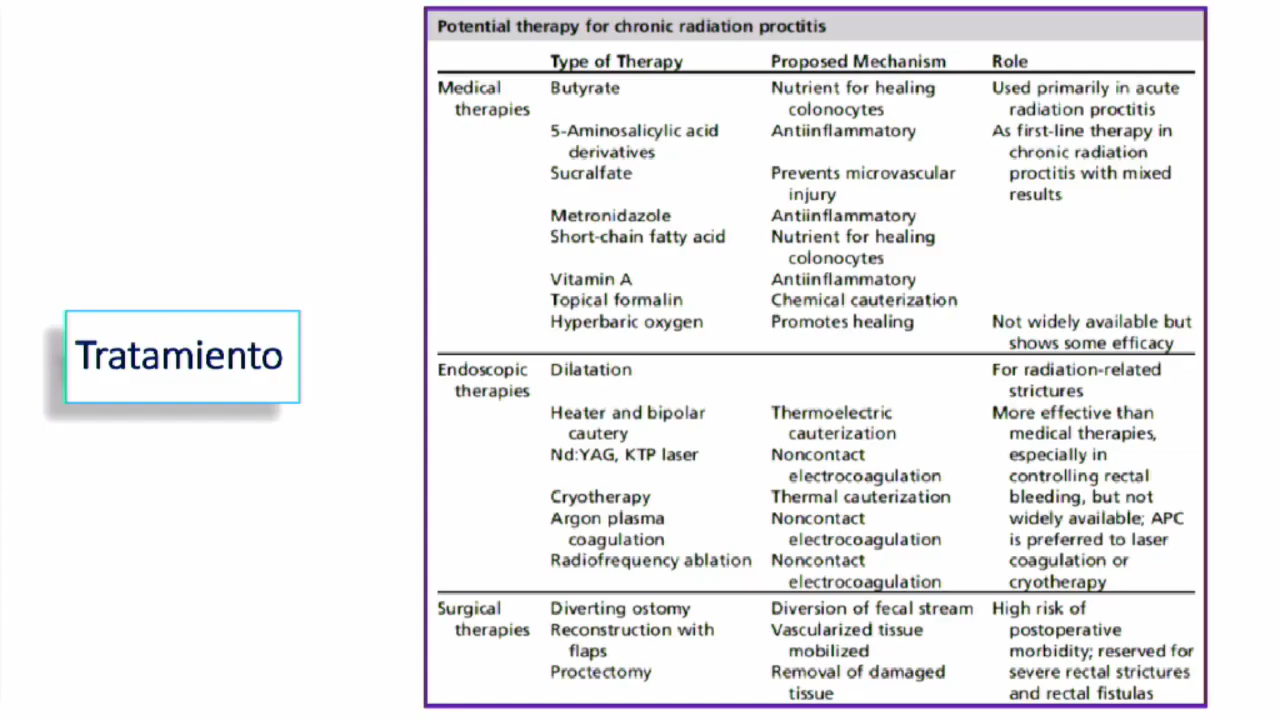 Tratamiento
Potential therapy for chronic radiation proctitis
Type of Therapy Proposed Mechanism Role
Medical Butyrate Nutrient for healing Used primarily in acute
therapies colonocytes radiation proctitis
5-Aminosalicylic acid Antiinflammatory As first-line therapy in
derivatives chronic radiation
Sucralfate Prevents microvascular proctitis with mixed
injury results
Metronidazole Antiinflammatory
Short-chain fatty acid Nutrient for healing
colonocytes
Vitamin A Antiinflammatory
Topical formalin Chemical cauterization
Hyperbaric oxygen Promotes healing Not widely available but
shows some efficacy
Endoscopic Dilatation For radiation-related
therapies strictures
Heater and bipolar Thermoelectric More effective than
cautery cauterization medical therapies,
Nd:YAG, KTP laser Noncontact especially in
electrocoagulation controlling rectal
Cryotherapy Thermal cauterization bleeding, but not
Argon plasma Noncontact widely available; APC
coagulation electrocoagulation is preferred to laser
Radiofrequency ablation Noncontact coagulation or
electrocoagulation cryotherapy
Surgical Diverting ostomy Diversion of fecal stream High risk of
therapies Reconstruction with Vascularized tissue postoperative
flaps mobilized morbidity; reserved for
Proctectomy Removal of damaged severe rectal strictures
tissue and rectal fistulas